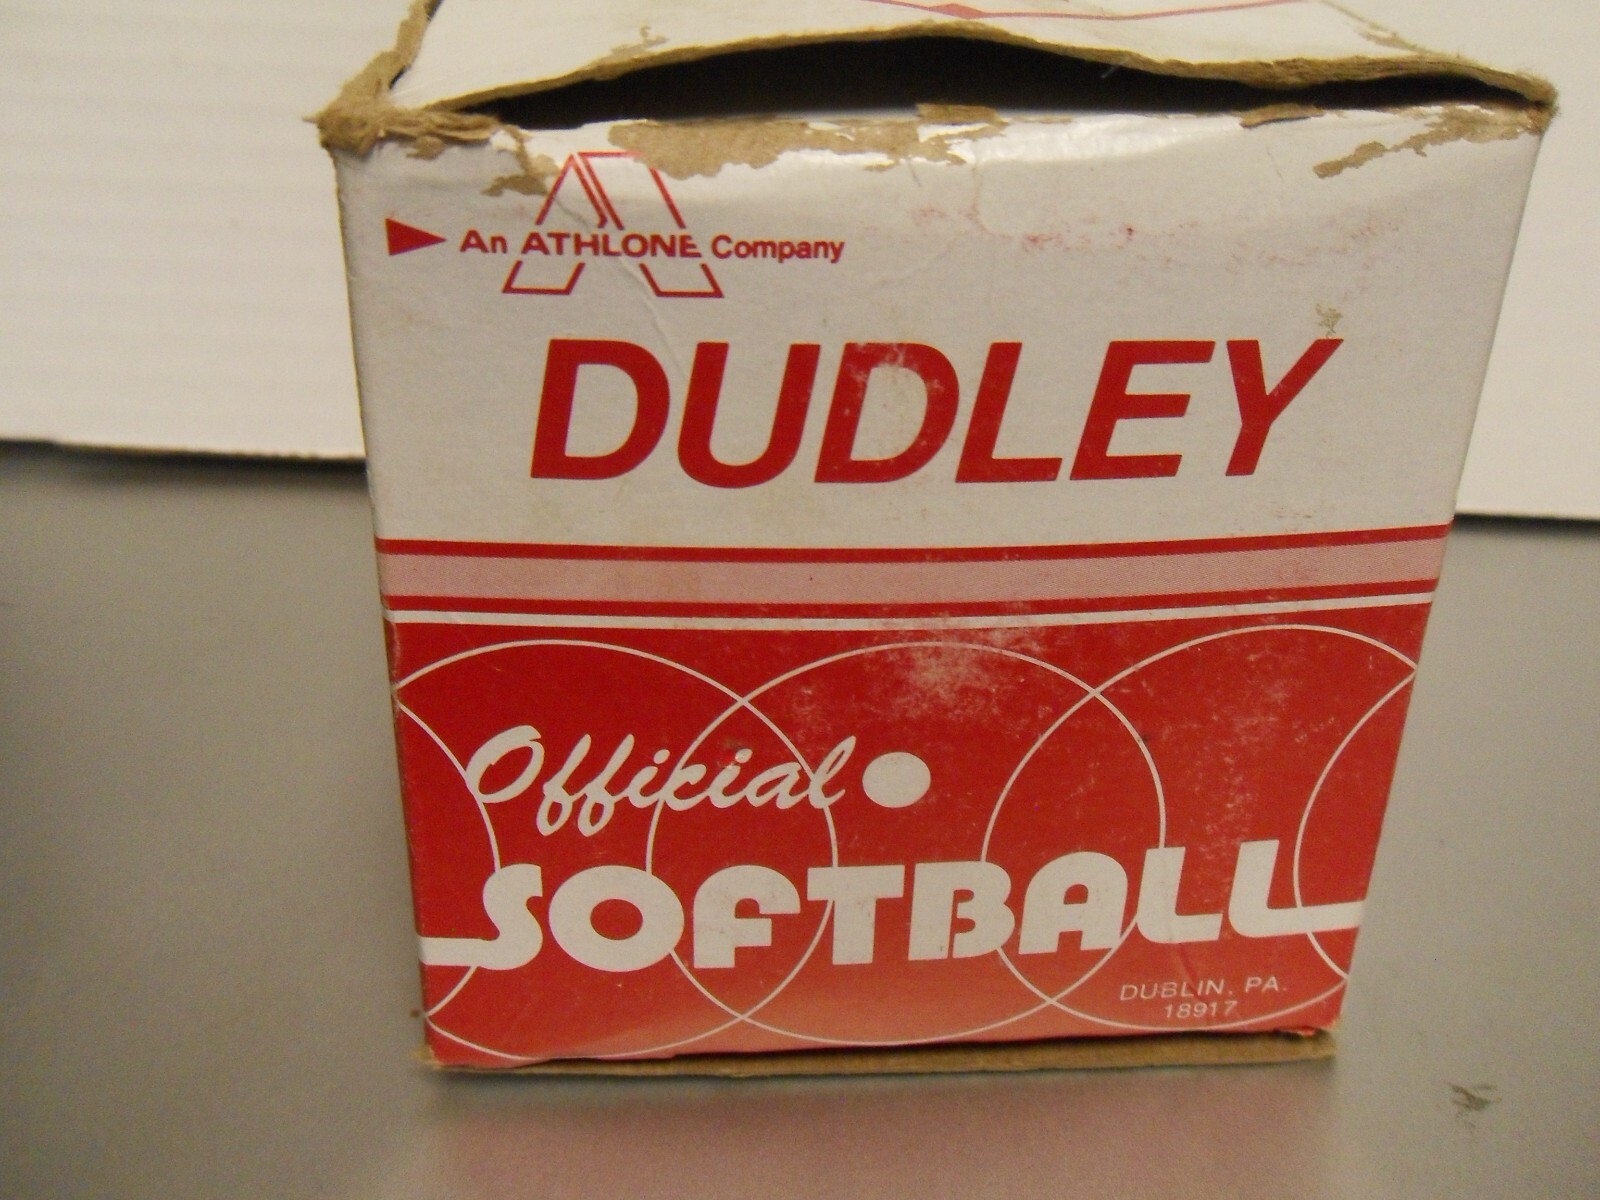 An ATHLONE Company
DUDLEY
Official
SOFTBALL
DUBLIN, PA.
18917